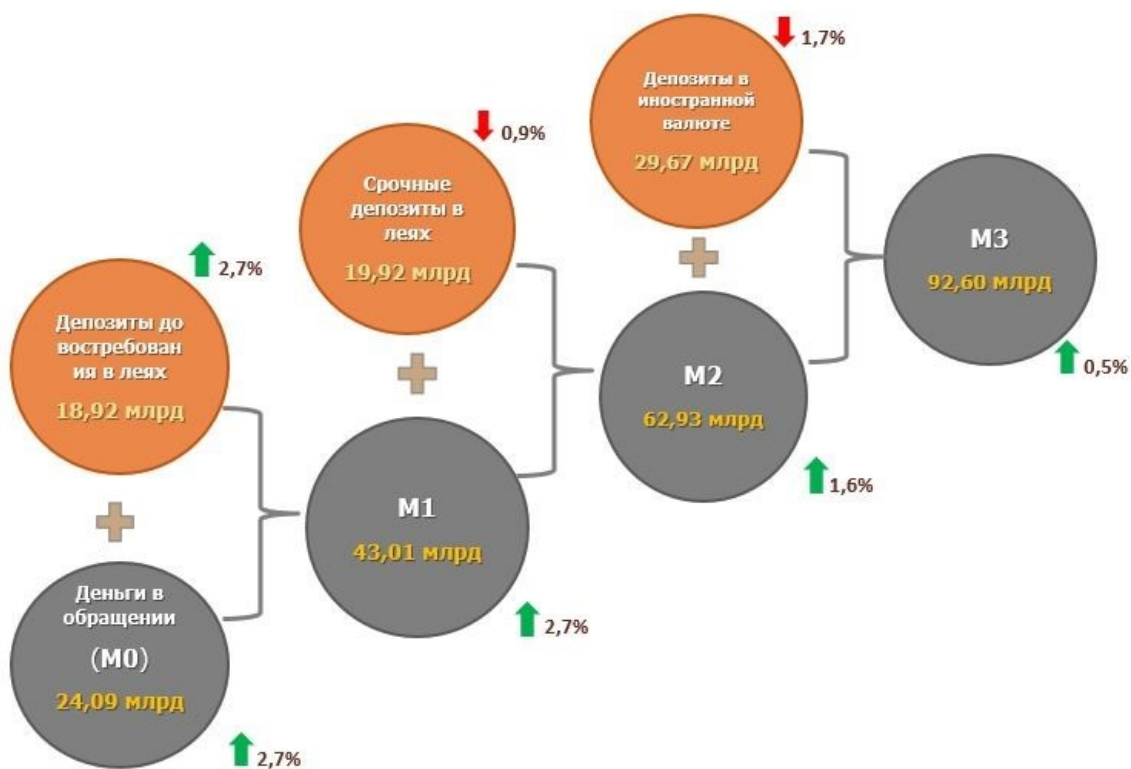 1,7%
Депозиты в
иностранной
валюте
29,67 млрд
0,9%
Срочные
депозиты в
леях
19,92 млрд
М3
92,60 млрд
0,5%
2,7%
Депозиты до
востребован
ия в леях
18,92 млрд
М2
62,93 млрд
1,6%
М1
43,01 млрд
2,7%
Деньги в
обращении
(М0)
24,09 млрд
2,7%